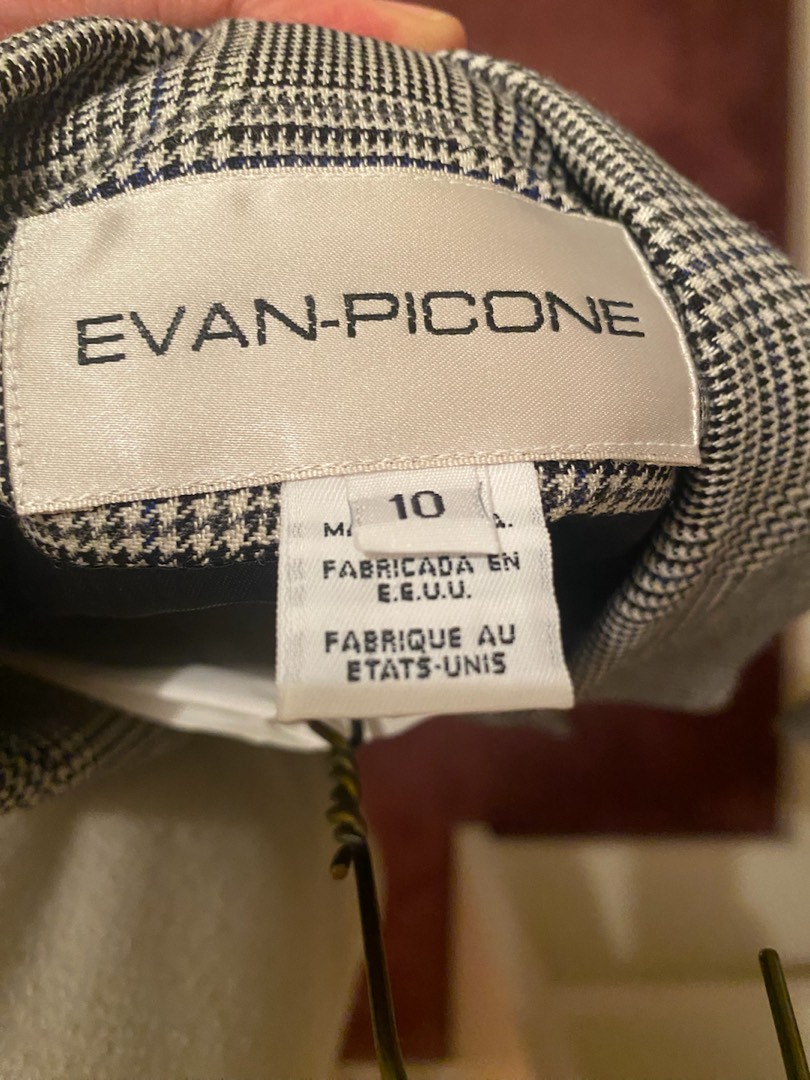 EVAN-PICONE
10
FABRICADA EN
E.E.U.U.
FABRIQUE AU
ETATS-UNIS